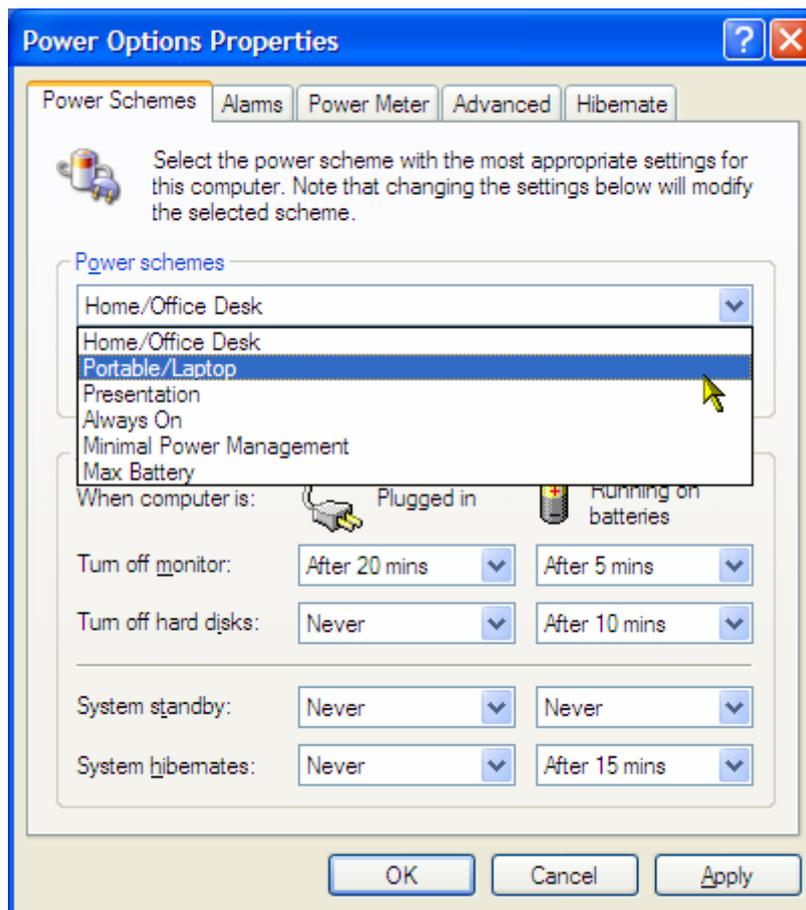 Power Options Properties
Power Schemes Alarms Power Meter Advanced Hibernate
Select the power scheme with the most appropriate settings for
this computer. Note that changing the settings below will modify
the selected scheme.
Power schemes
Home/Office Desk
Home/Office Desk
Portable/Laptop
Presentation
Always On
Minimal Power Management
Max Battery
When computer is: Plugged in Running on
batteries
Turn off monitor: After 20 mins After 5 mins
Turn off hard disks: Never After 10 mins
System standby: Never Never
System hibernates: Never After 15 mins
OK Cancel Apply